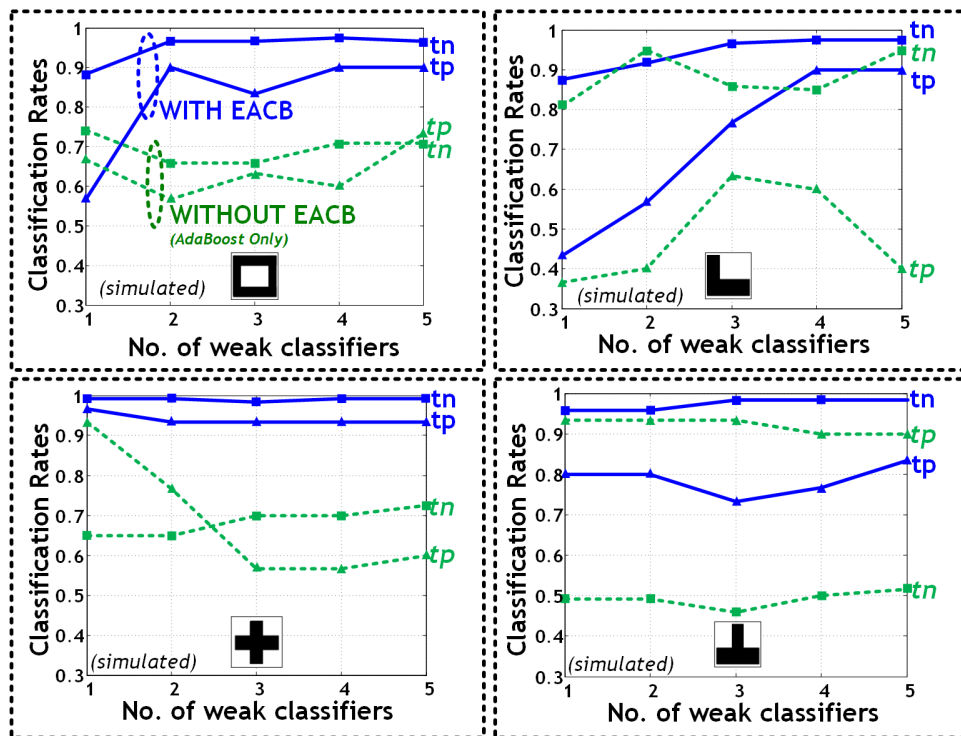 Classification Rates
1
0.9
0.8
0.7
0.6
0.5
0.4
0.3
tn
tp
WITH EACB
tp
tn
WITHOUT EACB
(AdaBoost Only)
(simulated)
1 2 3 4 5
No. of weak classifiers
Classification Rates
1
0.9
0.8
0.7
0.6
0.5
0.4
0.3
tn
tn
tp
tp
(simulated)
1 2 3 4 5
No. of weak classifiers
Classification Rates
1
0.9
0.8
0.7
0.6
0.5
0.4
0.3
tn
tp
tn
tp
(simulated)
1 2 3 4 5
No. of weak classifiers
Classification Rates
1
0.9
0.8
0.7
0.6
0.5
0.4
0.3
tn
tp
tp
tn
(simulated)
1 2 3 4 5
No. of weak classifiers